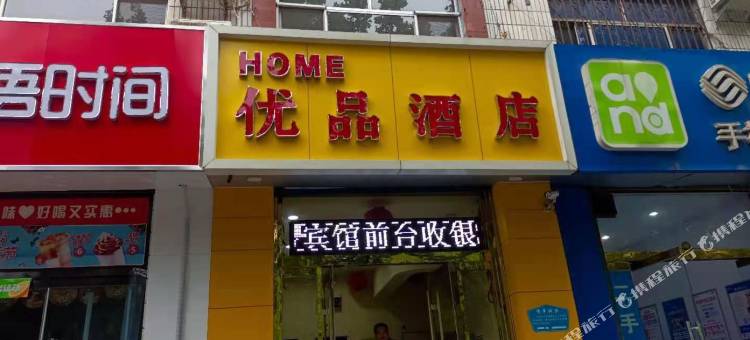 吾时间
HOME
优品酒店
and
手
味❤好喝又实惠•••
宾馆前台收银
携程旅行
携程旅行